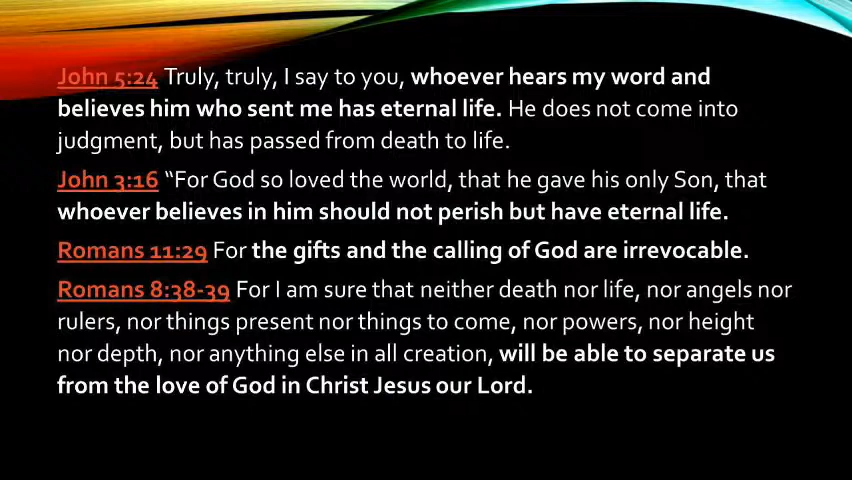 John 5:24 Truly, truly, I say to you, whoever hears my word and
believes him who sent me has eternal life. He does not come into
judgment, but has passed from death to life.
John 3:16 “For God so loved the world, that he gave his only Son, that
whoever believes in him should not perish but have eternal life.
Romans 11:29 For the gifts and the calling of God are irrevocable.
Romans 8:38-39 For I am sure that neither death nor life, nor angels nor
rulers, nor things present nor things to come, nor powers, nor height
nor depth, nor anything else in all creation, will be able to separate us
from the love of God in Christ Jesus our Lord.